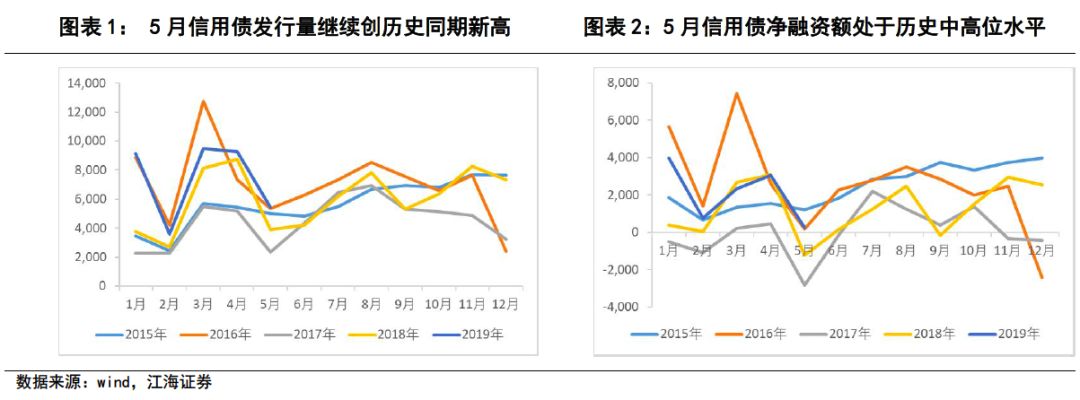 图表 1： 5 月信用债发行量继续创历史同期新高
14,000
12,000
10,000
8,000
6,000
4,000
2,000
0
1月 2月 3月 4月 5月 6月 7月 8月 9月 10月 11月 12月
2015年 2016年 2017年 2018年 2019年
图表 2：5 月信用债净融资额处于历史中高位水平
8,000
6,000
4,000
2,000
0
-2,000
-4,000
1月 2月 3月 4月 5月 6月 7月 8月 9月 10月 11月 12月
2015年 2016年 2017年 2018年 2019年
数据来源：wind，江海证券